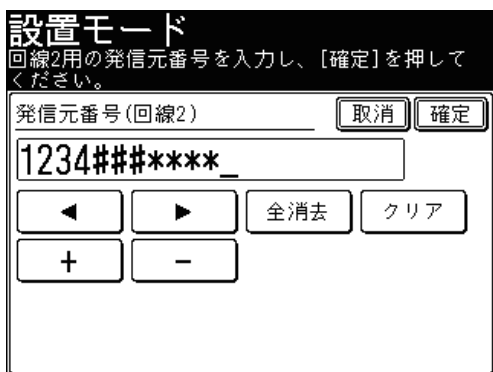 設置モード
回線2用の発信元番号を入力し、[確定]を押して
ください。
発信元番号(回線2)
取消 確定
1234###****_
◀ ▶ 全消去 クリア
+ −